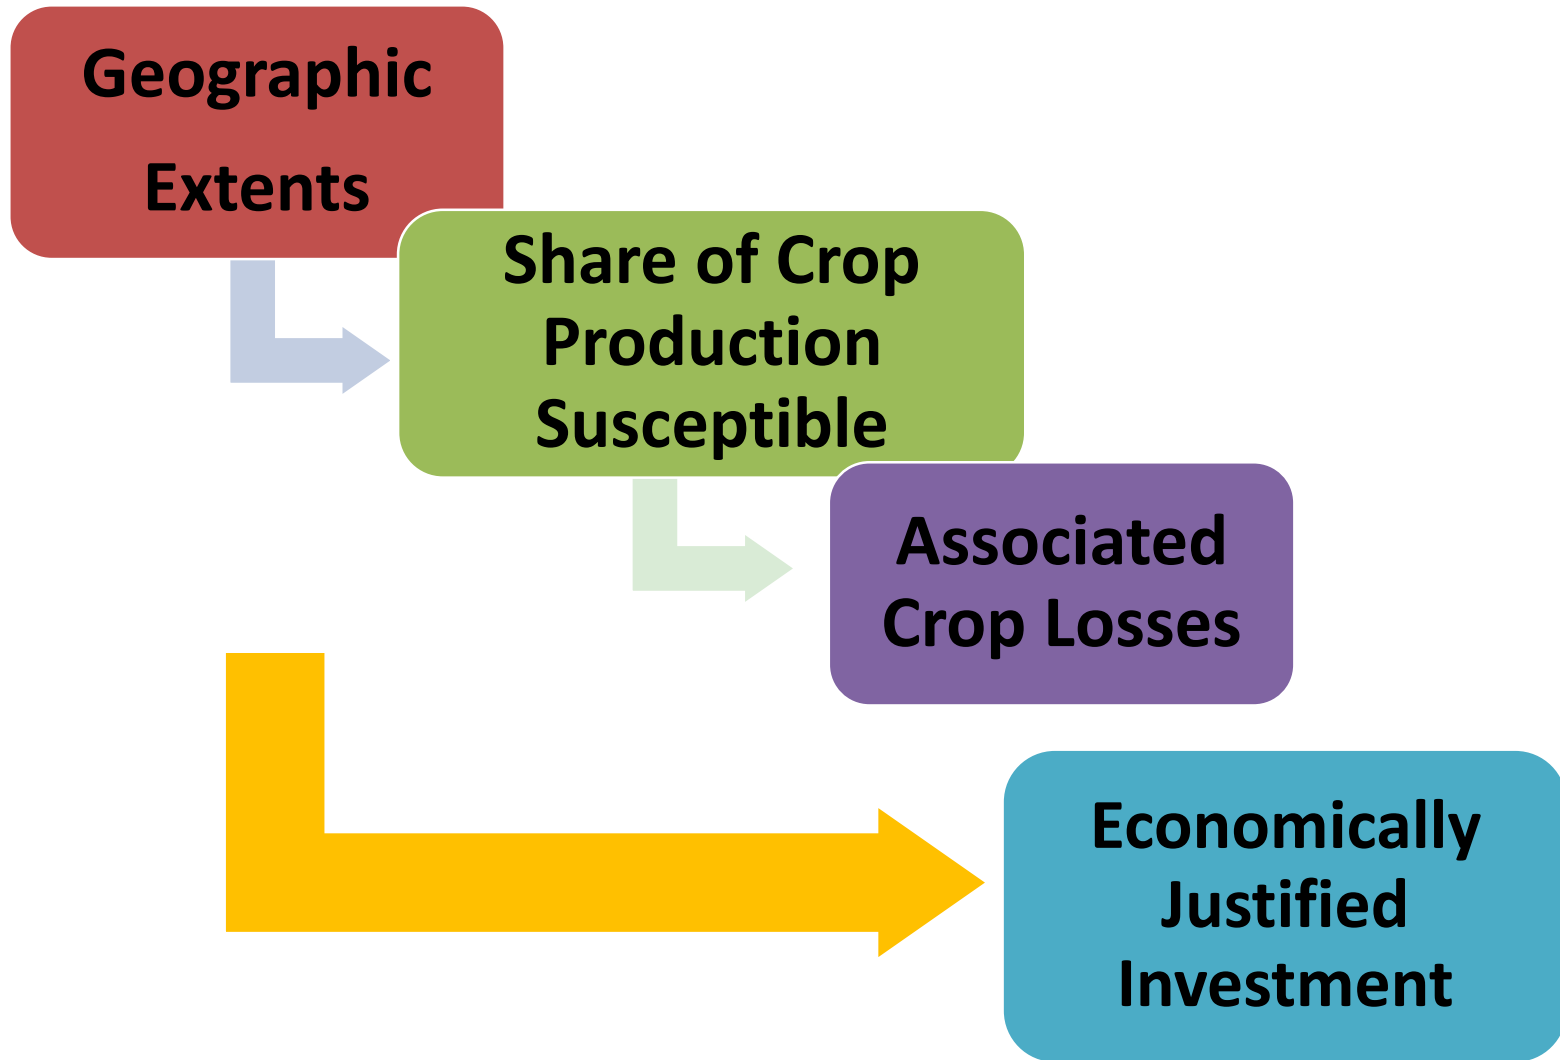 Geographic
Extents
Share of Crop
Production
Susceptible
Associated
Crop Losses
Economically
Justified
Investment